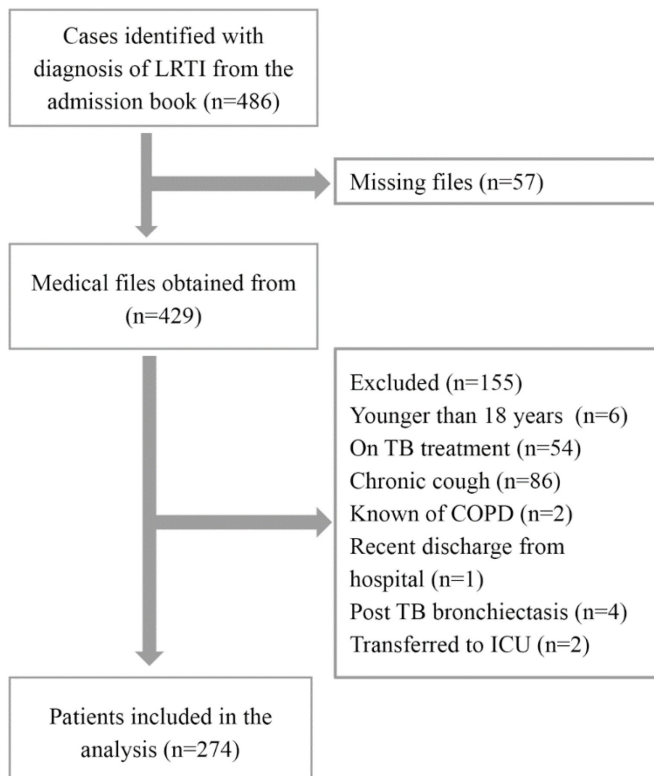 Cases identified with
diagnosis of LRTI from the
admission book (n=486)
Missing files (n=57)
Medical files obtained from
(n=429)
Excluded (n=155)
Younger than 18 years (n=6)
On TB treatment (n=54)
Chronic cough (n=86)
Known of COPD (n=2)
Recent discharge from
hospital (n=1)
Post TB bronchiectasis (n=4)
Transferred to ICU (n=2)
Patients included in the
analysis (n=274)